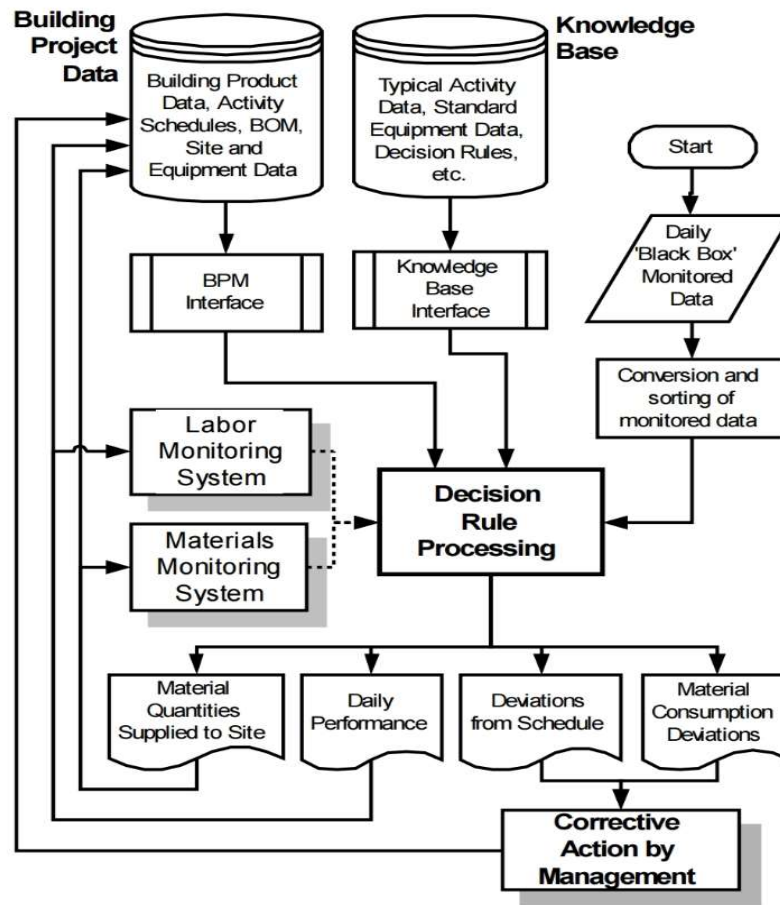 Building
Project
Data
Building Product
Data, Activity
Schedules, BOM,
Site and
Equipment Data
Knowledge
Base
Typical Activity
Data, Standard
Equipment Data,
Decision Rules,
etc.
Start
Daily
'Black Box'
Monitored
Data
BPM
Interface
Knowledge
Base
Interface
Conversion and
sorting of
monitored data
Labor
Monitoring
System
Materials
Monitoring
System
Decision
Rule
Processing
Material
Quantities
Supplied to Site
Daily
Performance
Deviations
from Schedule
Material
Consumption
Deviations
Corrective
Action by
Management